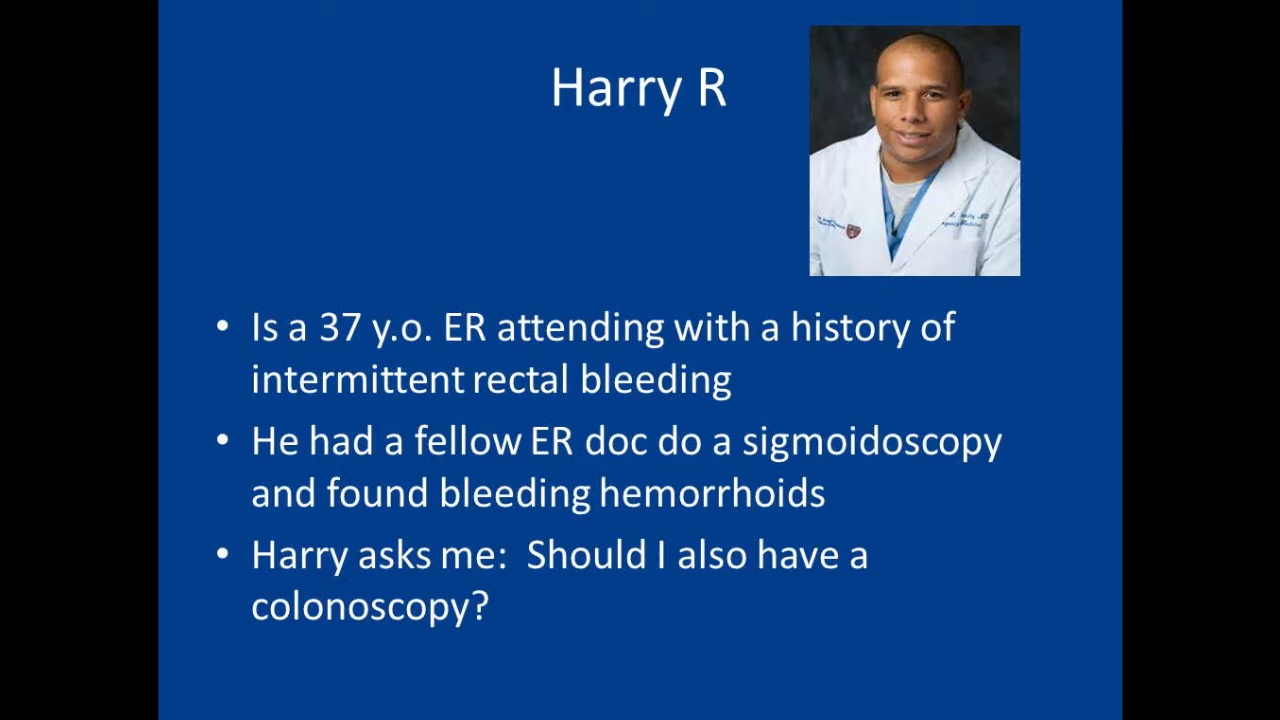 Harry R
• Is a 37 y.o. ER attending with a history of
intermittent rectal bleeding
• He had a fellow ER doc do a sigmoidoscopy
and found bleeding hemorrhoids
• Harry asks me:  Should I also have a
colonoscopy?